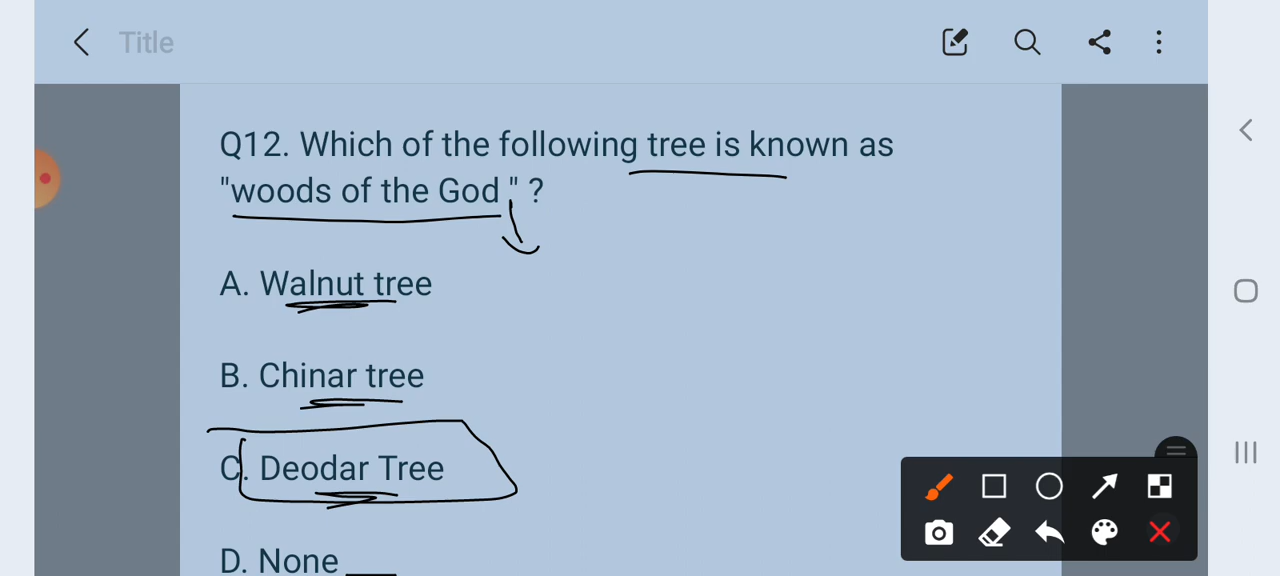 Title
Q12. Which of the following tree is known as
"woods of the God " ?
A. Walnut tree
B. Chinar tree
C. Deodar Tree
D. None